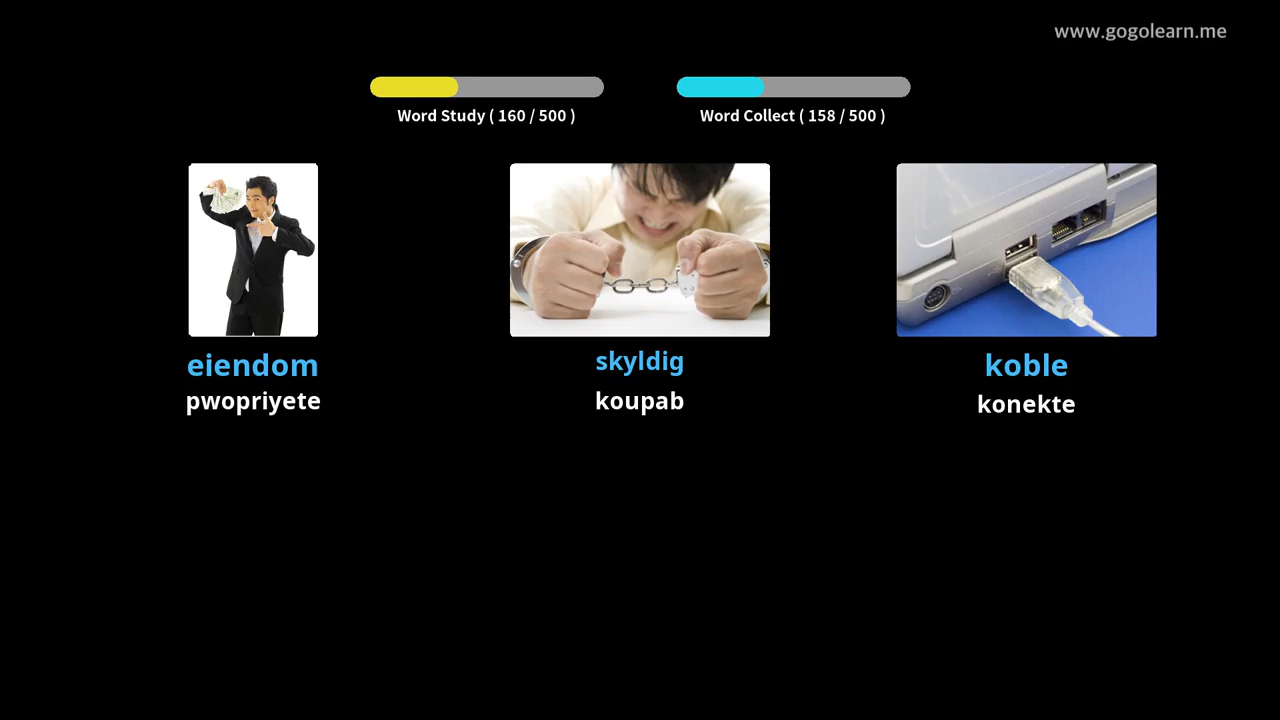 www.gogolearn.me
Word Study ( 160 / 500 )
Word Collect ( 158 / 500 )
eiendom
pwopriyete
skyldig
koupab
koble
konekte